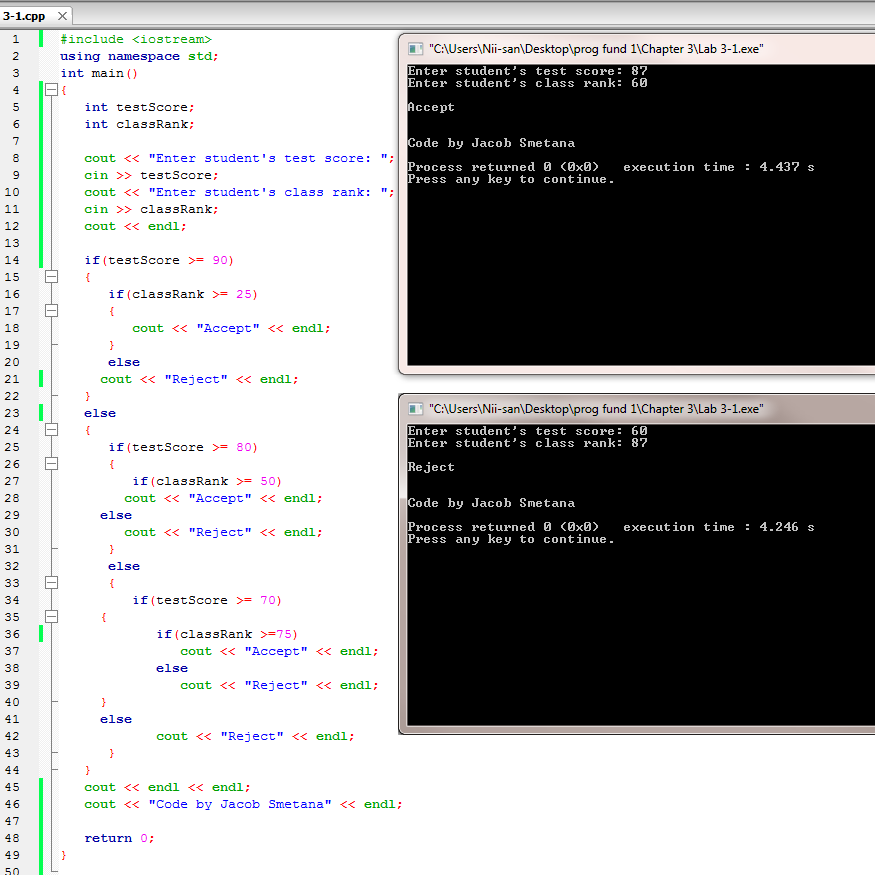 3-1.cpp
1 #include <iostream>
2 using namespace std;
3 int main()
4 {
5 int testScore;
6 int classRank;
7
8 cout << "Enter student's test score: ";
9 cin >> testScore;
10 cout << "Enter student's class rank: ";
11 cin >> classRank;
12 cout << endl;
13
14 if(testScore >= 90)
15 {
16 if(classRank >= 25)
17 {
18 cout << "Accept" << endl;
19 }
20 else
21 cout << "Reject" << endl;
22 }
23 else
24 {
25 if(testScore >= 80)
26 {
27 if(classRank >= 50)
28 cout << "Accept" << endl;
29 else
30 cout << "Reject" << endl;
31 }
32 else
33 {
34 if(testScore >= 70)
35 {
36 if(classRank >=75)
37 cout << "Accept" << endl;
38 else
39 cout << "Reject" << endl;
40 }
41 else
42 cout << "Reject" << endl;
43 }
44 }
45 cout << endl << endl;
46 cout << "Code by Jacob Smetana" << endl;
47
48 return 0;
49 }
50
"C:\Users\Nii-san\Desktop\prog fund 1\Chapter 3\Lab 3-1.exe"
Enter student's test score: 87
Enter student's class rank: 60
Accept
Code by Jacob Smetana
Process returned 0 (0x0) execution time : 4.437 s
Press any key to continue.
"C:\Users\Nii-san\Desktop\prog fund 1\Chapter 3\Lab 3-1.exe"
Enter student's test score: 60
Enter student's class rank: 87
Reject
Code by Jacob Smetana
Process returned 0 (0x0) execution time : 4.246 s
Press any key to continue.